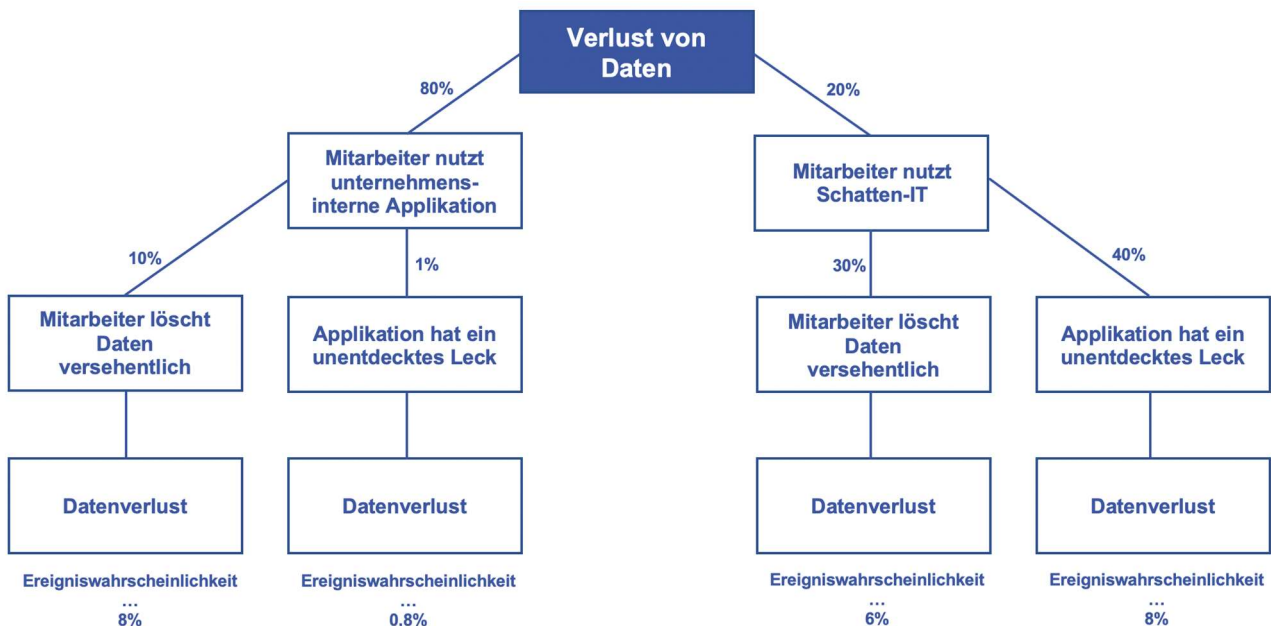 Verlust von
Daten
80%
20%
Mitarbeiter nutzt
unternehmens-
interne Applikation
Mitarbeiter nutzt
Schatten-IT
10%
1%
30%
40%
Mitarbeiter löscht
Daten
versehentlich
Applikation hat ein
unentdecktes Leck
Mitarbeiter löscht
Daten
versehentlich
Applikation hat ein
unentdecktes Leck
Datenverlust
Datenverlust
Datenverlust
Datenverlust
Ereigniswahrscheinlichkeit
...
8%
Ereigniswahrscheinlichkeit
...
0,8%
Ereigniswahrscheinlichkeit
...
6%
Ereigniswahrscheinlichkeit
...
8%